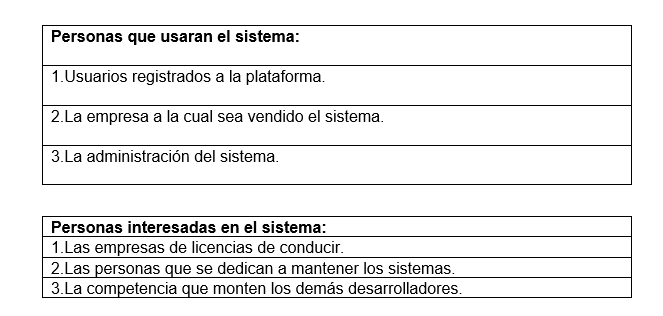 Personas que usaran el sistema:
1.Usuarios registrados a la plataforma.
2.La empresa a la cual sea vendido el sistema.
3.La administración del sistema.
Personas interesadas en el sistema:
1.Las empresas de licencias de conducir.
2.Las personas que se dedican a mantener los sistemas.
3.La competencia que monten los demás desarrolladores.